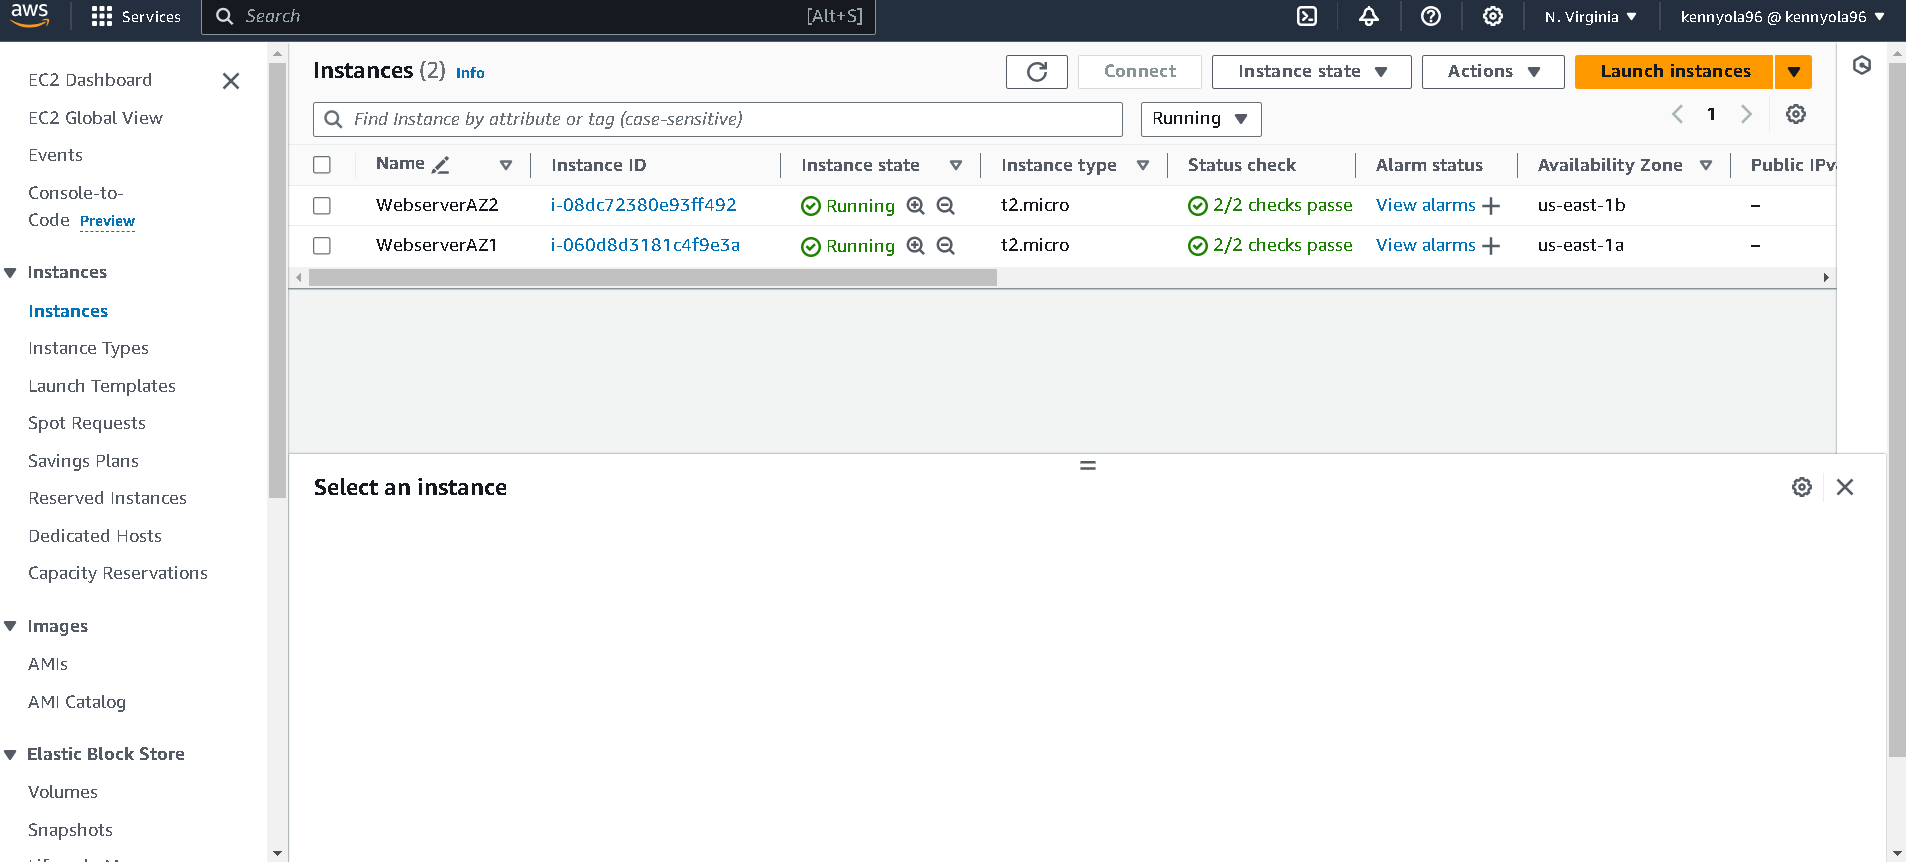 aws Services Search [Alt+S] N. Virginia kennyola96 @ kennyola96
EC2 Dashboard
EC2 Global View
Events
Console-to-
Code Preview
Instances
Instances
Instance Types
Launch Templates
Spot Requests
Savings Plans
Reserved Instances
Dedicated Hosts
Capacity Reservations
Images
AMIs
AMI Catalog
Elastic Block Store
Volumes
Snapshots
Instances (2) Info Connect Instance state Actions Launch instances
Find Instance by attribute or tag (case-sensitive) Running 1
Name Instance ID Instance state Instance type Status check Alarm status Availability Zone Public IPv
WebserverAZ2 i-08dc72380e93ff492 Running t2.micro 2/2 checks passe View alarms + us-east-1b –
WebserverAZ1 i-060d8d3181c4f9e3a Running t2.micro 2/2 checks passe View alarms + us-east-1a –
Select an instance